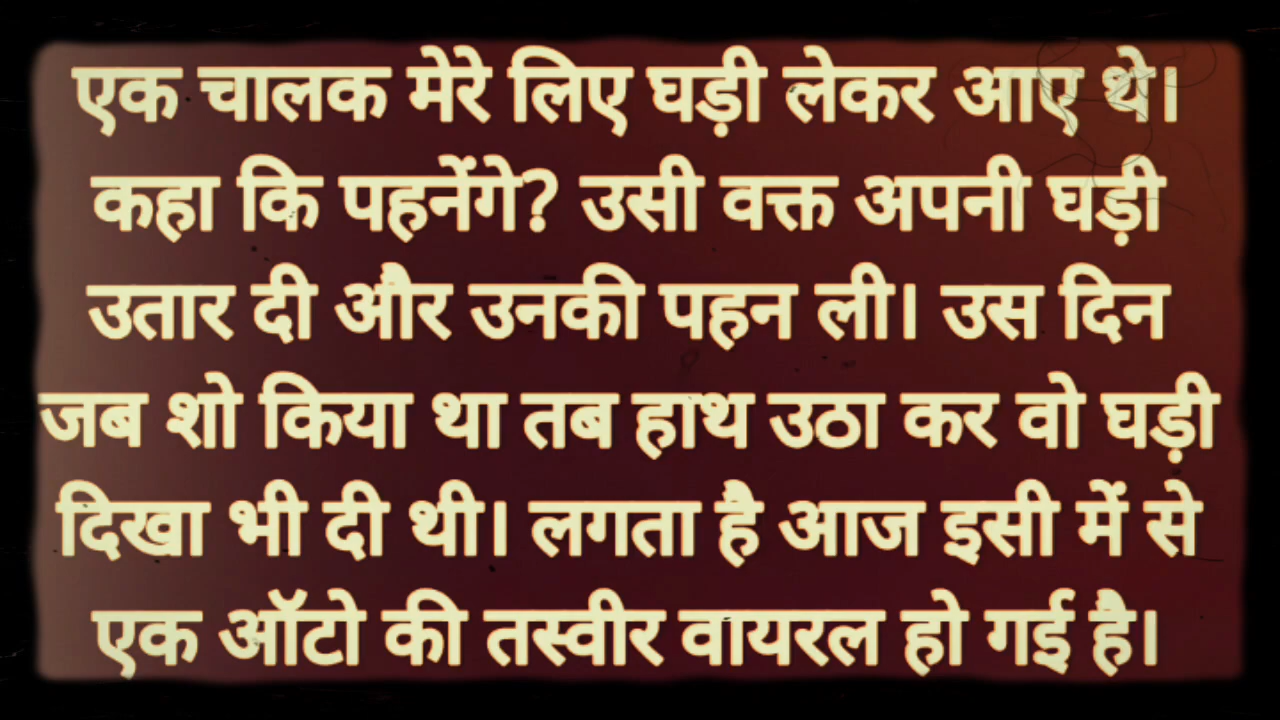 एक चालक मेरे लिए घड़ी लेकर आए थे।
कहा कि पहनेंगे? उसी वक्त अपनी घड़ी
उतार दी और उनकी पहन ली। उस दिन
जब शो किया था तब हाथ उठा कर वो घड़ी
दिखा भी दी थी। लगता है आज इसी में से
एक ऑटो की तस्वीर वायरल हो गई है।